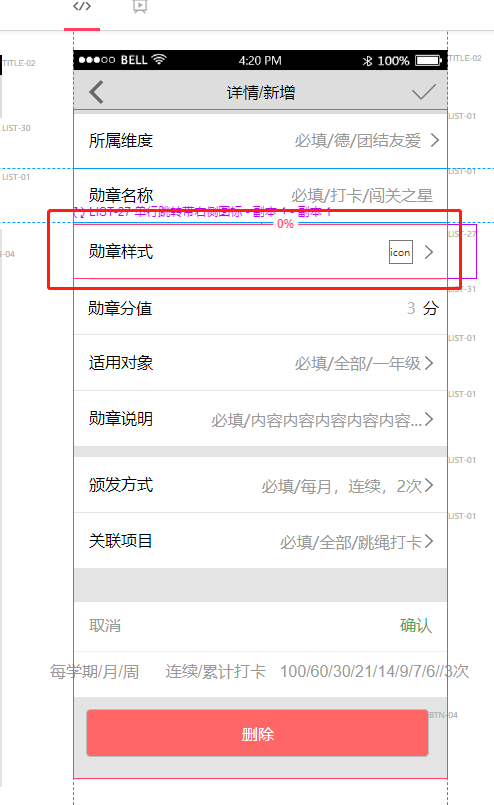 ●●●○○ BELL 4:20 PM 100%
TITLE-02
TITLE-02
详情/新增
LIST-01
LIST-30
所属维度 必填/德/团结友爱
LIST-01
LIST-01
勋章名称 必填/打卡/闯关之星
LIST-27 单行跳转带右侧图标 - 副本 1 - 副本 1
0%
LIST-27
勋章样式 icon
-04
LIST-31
勋章分值 3 分
LIST-01
适用对象 必填/全部/一年级
LIST-01
勋章说明 必填/内容内容内容内容内容...
LIST-01
颁发方式 必填/每月，连续，2次
LIST-01
关联项目 必填/全部/跳绳打卡
取消 确认
每学期/月/周 连续/累计打卡 100/60/30/21/14/9/7/6//3次
BTN-04
删除